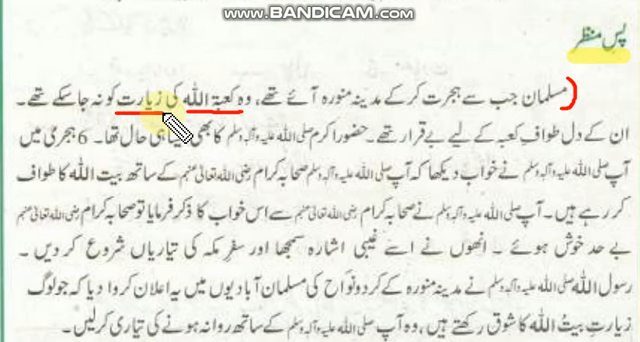 www.BANDICAM.com
پسِ منظر
مسلمان جب سے ہجرت کر کے مدینہ منورہ آئے تھے، وہ کعبۃ اللہ کی زیارت کو نہ جا سکے تھے۔
ان کے دل طوافِ کعبہ کے لیے بے قرار تھے۔ حضور اکرم صلی اللہ علیہ وآلہ وسلم کا بھی ہی حال تھا۔ 6 ہجری میں
آپ صلی اللہ علیہ وآلہ وسلم نے خواب دیکھا کہ آپ صلی اللہ علیہ وآلہ وسلم صحابہ کرام رضی اللہ تعالیٰ عنہم کے ساتھ بیت اللہ کا طواف
کر رہے ہیں۔ آپ صلی اللہ علیہ وآلہ وسلم نے صحابہ کرام رضی اللہ تعالیٰ عنہم سے اس خواب کا ذکر فرمایا تو صحابہ کرام رضی اللہ تعالیٰ عنہم
بے حد خوش ہوئے۔ انھوں نے اسے غیبی اشارہ سمجھا اور سفرِ مکہ کی تیاریاں شروع کر دیں۔
رسول اللہ صلی اللہ علیہ وآلہ وسلم نے مدینہ منورہ کے گرد و نواح کی مسلمان آبادیوں میں یہ اعلان کروا دیا کہ جو لوگ
زیارتِ بیتُ اللہ کا شوق رکھتے ہیں، وہ آپ صلی اللہ علیہ وآلہ وسلم کے ساتھ روانہ ہونے کی تیاری کر لیں۔